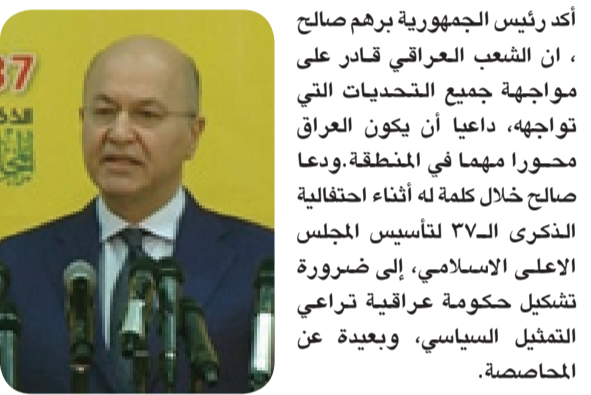 أكد رئيس الجمهورية برهم صالح
، ان الشعب العراقي قادر على
مواجهة جميع التحديات التي
تواجهه، داعيا أن يكون العراق
محورا مهما في المنطقة.ودعا
صالح خلال كلمة له أثناء احتفالية
الذكرى الـ٣٧ لتأسيس المجلس
الاعلى الاسلامي، إلى ضرورة
تشكيل حكومة عراقية تراعي
التمثيل السياسي، وبعيدة عن
المحاصصة.
37